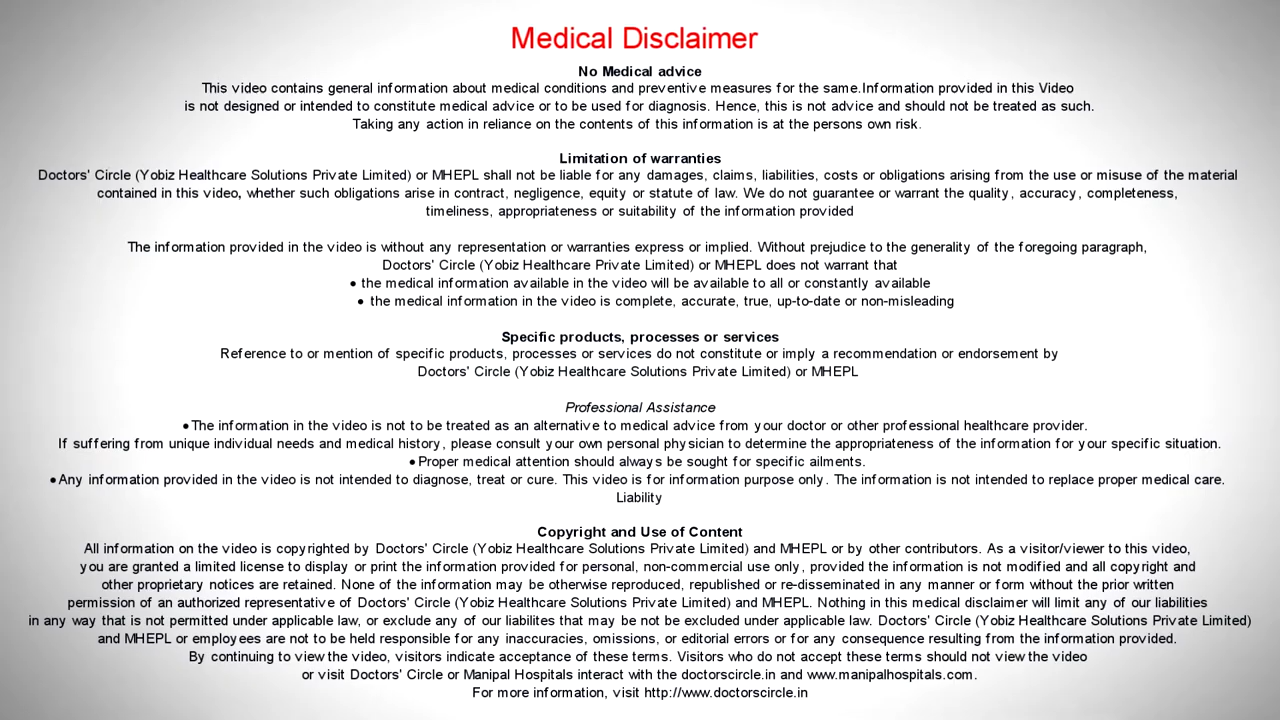 Medical Disclaimer
No Medical advice
This video contains general information about medical conditions and preventive measures for the same.Information provided in this Video
is not designed or intended to constitute medical advice or to be used for diagnosis. Hence, this is not advice and should not be treated as such.
Taking any action in reliance on the contents of this information is at the persons own risk.
Limitation of warranties
Doctors' Circle (Yobiz Healthcare Solutions Private Limited) or MHEPL shall not be liable for any damages, claims, liabilities, costs or obligations arising from the use or misuse of the material
contained in this video, whether such obligations arise in contract, negligence, equity or statute of law. We do not guarantee or warrant the quality, accuracy, completeness,
timeliness, appropriateness or suitability of the information provided
The information provided in the video is without any representation or warranties express or implied. Without prejudice to the generality of the foregoing paragraph,
Doctors' Circle (Yobiz Healthcare Private Limited) or MHEPL does not warrant that
• the medical information available in the video will be available to all or constantly available
• the medical information in the video is complete, accurate, true, up-to-date or non-misleading
Specific products, processes or services
Reference to or mention of specific products, processes or services do not constitute or imply a recommendation or endorsement by
Doctors' Circle (Yobiz Healthcare Solutions Private Limited) or MHEPL
Professional Assistance
•The information in the video is not to be treated as an alternative to medical advice from your doctor or other professional healthcare provider.
If suffering from unique individual needs and medical history, please consult your own personal physician to determine the appropriateness of the information for your specific situation.
•Proper medical attention should always be sought for specific ailments.
•Any information provided in the video is not intended to diagnose, treat or cure. This video is for information purpose only. The information is not intended to replace proper medical care.
Liability
Copyright and Use of Content
All information on the video is copyrighted by Doctors' Circle (Yobiz Healthcare Solutions Private Limited) and MHEPL or by other contributors. As a visitor/viewer to this video,
you are granted a limited license to display or print the information provided for personal, non-commercial use only, provided the information is not modified and all copyright and
other proprietary notices are retained. None of the information may be otherwise reproduced, republished or re-disseminated in any manner or form without the prior written
permission of an authorized representative of Doctors' Circle (Yobiz Healthcare Solutions Private Limited) and MHEPL. Nothing in this medical disclaimer will limit any of our liabilities
in any way that is not permitted under applicable law, or exclude any of our liabilites that may be not be excluded under applicable law. Doctors' Circle (Yobiz Healthcare Solutions Private Limited)
and MHEPL or employees are not to be held responsible for any inaccuracies, omissions, or editorial errors or for any consequence resulting from the information provided.
By continuing to view the video, visitors indicate acceptance of these terms. Visitors who do not accept these terms should not view the video
or visit Doctors' Circle or Manipal Hospitals interact with the doctorscircle.in and www.manipalhospitals.com.
For more information, visit http://www.doctorscircle.in